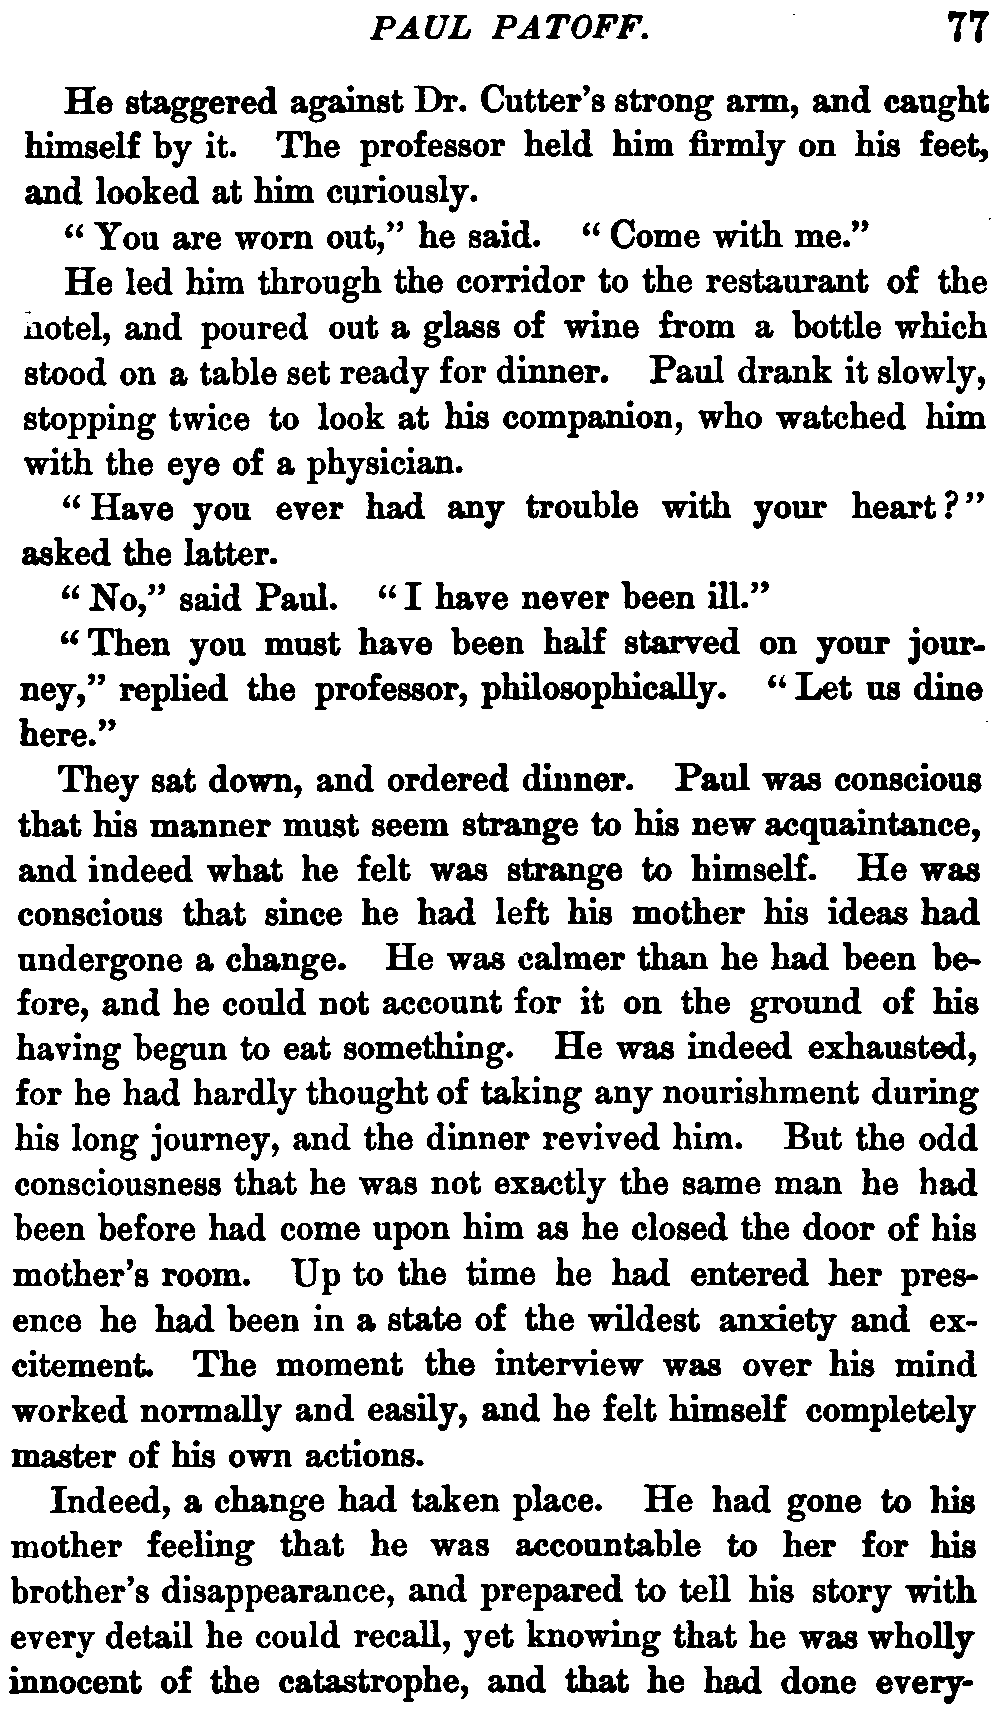 PAUL PATOFF. 77
He staggered against Dr. Cutter's strong arm, and caught
himself by it. The professor held him firmly on his feet,
and looked at him curiously.
"You are worn out," he said. "Come with me."
He led him through the corridor to the restaurant of the
hotel, and poured out a glass of wine from a bottle which
stood on a table set ready for dinner. Paul drank it slowly,
stopping twice to look at his companion, who watched him
with the eye of a physician.
"Have you ever had any trouble with your heart?"
asked the latter.
"No," said Paul. "I have never been ill."
"Then you must have been half starved on your jour-
ney," replied the professor, philosophically. "Let us dine
here."
They sat down, and ordered dinner. Paul was conscious
that his manner must seem strange to his new acquaintance,
and indeed what he felt was strange to himself. He was
conscious that since he had left his mother his ideas had
undergone a change. He was calmer than he had been be-
fore, and he could not account for it on the ground of his
having begun to eat something. He was indeed exhausted,
for he had hardly thought of taking any nourishment during
his long journey, and the dinner revived him. But the odd
consciousness that he was not exactly the same man he had
been before had come upon him as he closed the door of his
mother's room. Up to the time he had entered her pres-
ence he had been in a state of the wildest anxiety and ex-
citement. The moment the interview was over his mind
worked normally and easily, and he felt himself completely
master of his own actions.
Indeed, a change had taken place. He had gone to his
mother feeling that he was accountable to her for his
brother's disappearance, and prepared to tell his story with
every detail he could recall, yet knowing that he was wholly
innocent of the catastrophe, and that he had done every-